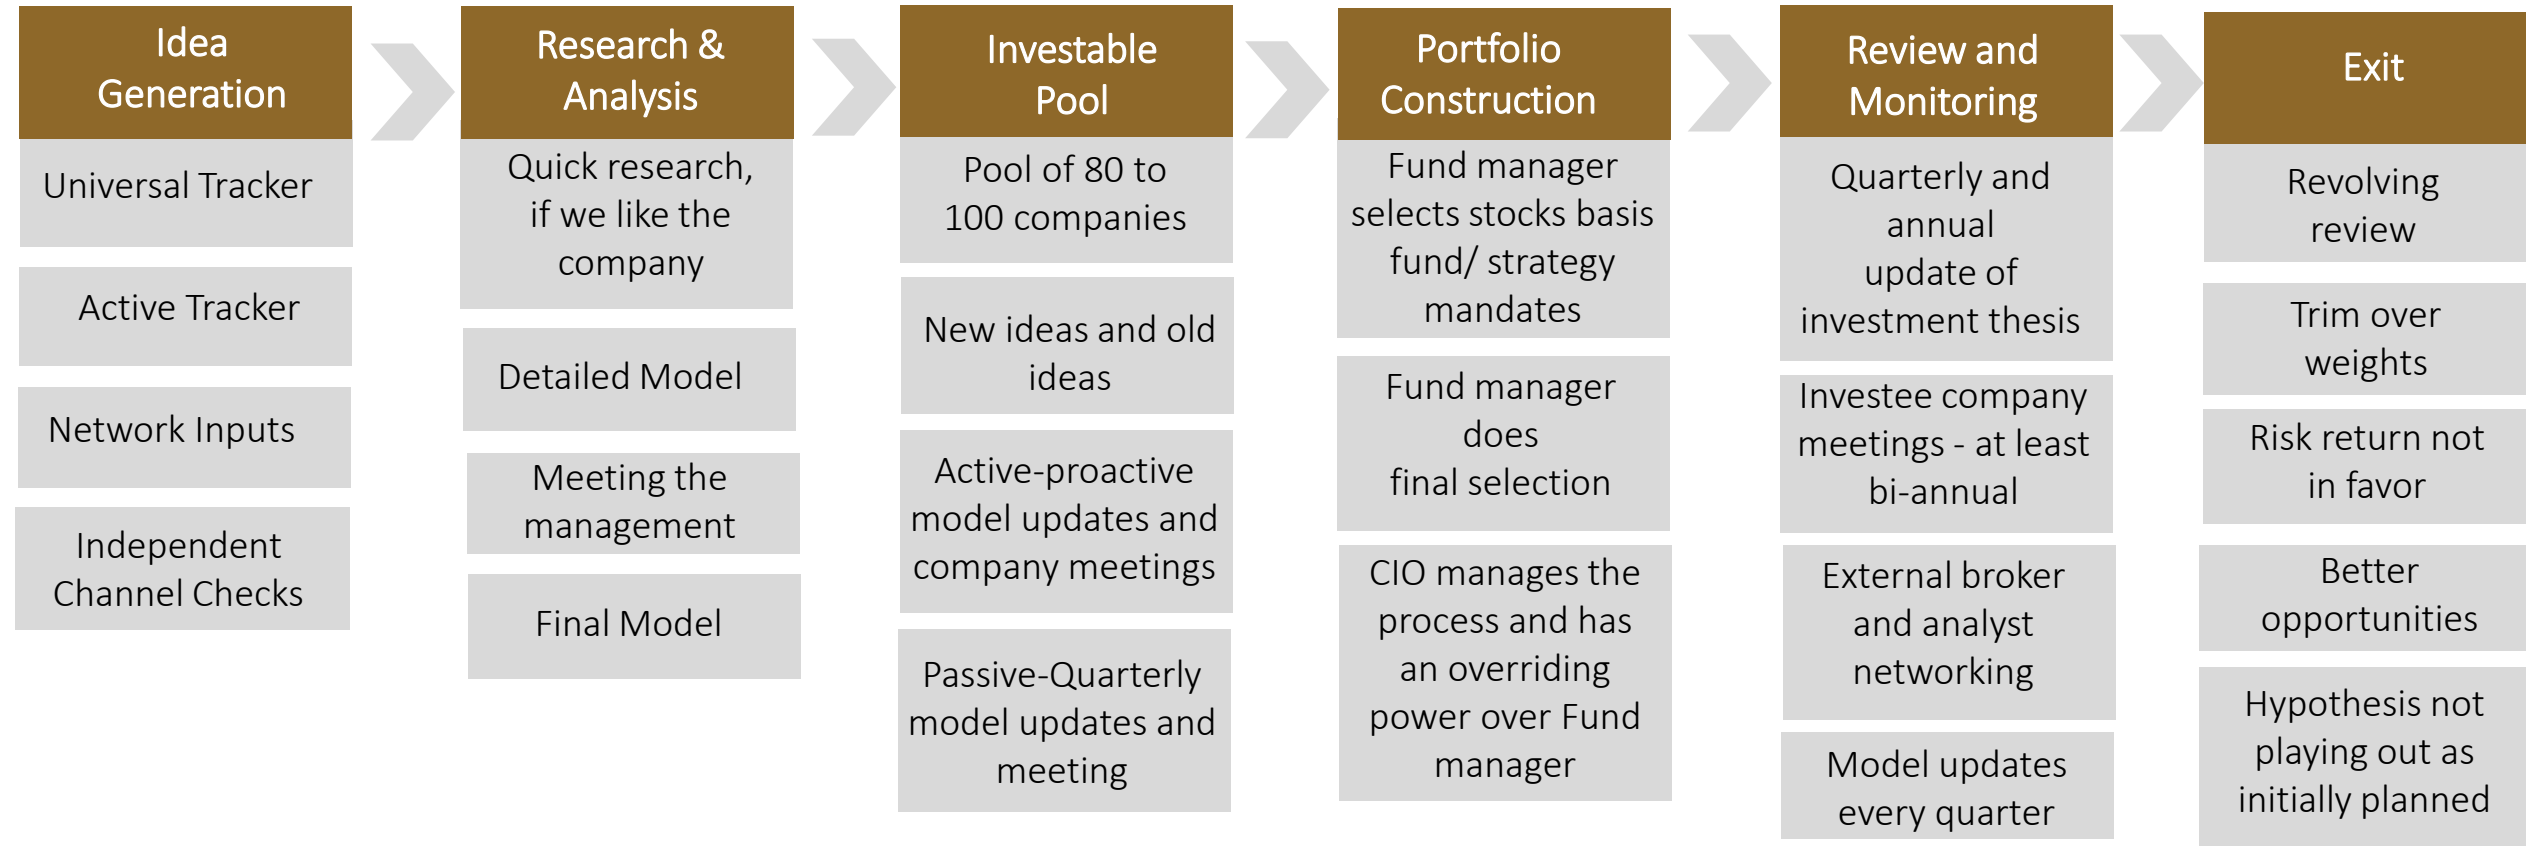 Idea
Generation
Universal Tracker
Active Tracker
Network Inputs
Independent
Channel Checks
Research &
Analysis
Quick research,
if we like the
company
Detailed Model
Meeting the
management
Final Model
Investable
Pool
Pool of 80 to
100 companies
New ideas and old
ideas
Active-proactive
model updates and
company meetings
Passive-Quarterly
model updates and
meeting
Portfolio
Construction
Fund manager
selects stocks basis
fund/ strategy
mandates
Fund manager
does
final selection
CIO manages the
process and has
an overriding
power over Fund
manager
Review and
Monitoring
Quarterly and
annual
update of
investment thesis
Investee company
meetings - at least
bi-annual
External broker
and analyst
networking
Model updates
every quarter
Exit
Revolving
review
Trim over
weights
Risk return not
in favor
Better
opportunities
Hypothesis not
playing out as
initially planned